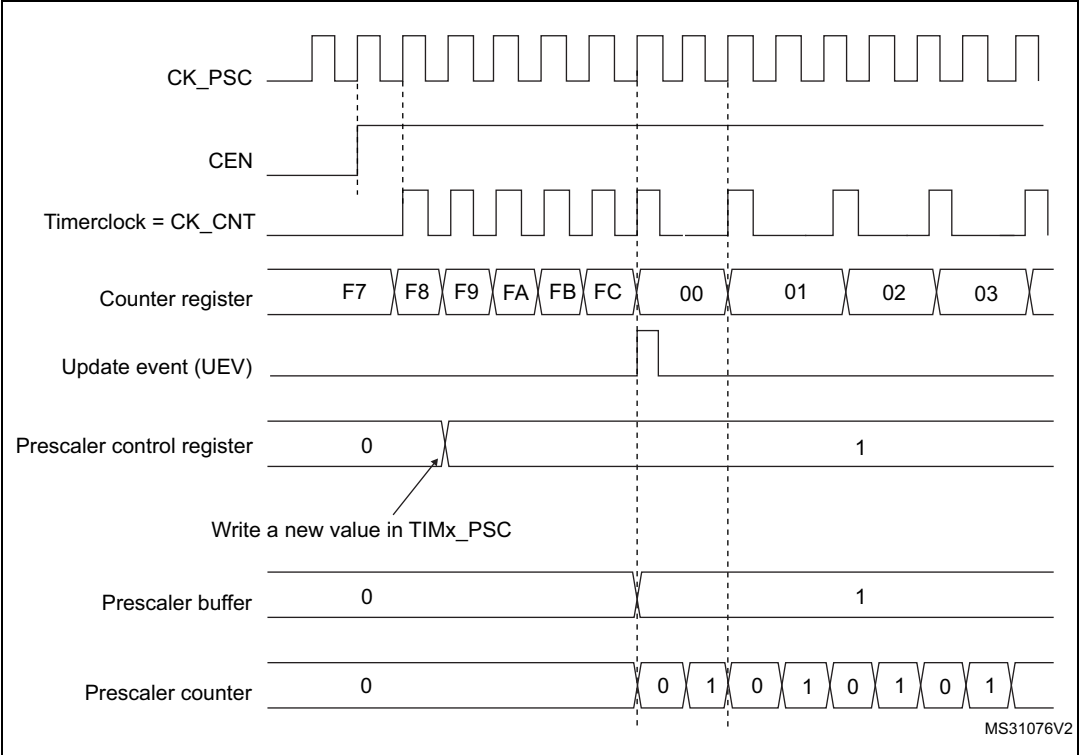 CK_PSC
CEN
Timerclock = CK_CNT
Counter register F7 F8 F9 FA FB FC 00 01 02 03
Update event (UEV)
Prescaler control register 0 1
Write a new value in TIMx_PSC
Prescaler buffer 0 1
Prescaler counter 0 0 1 0 1 0 1 0 1
MS31076V2